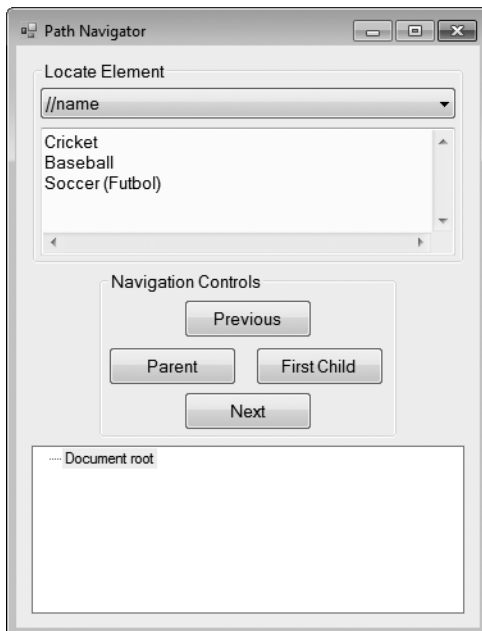 Path Navigator
Locate Element
//name
Cricket
Baseball
Soccer (Futbol)
Navigation Controls
Previous
Parent First Child
Next
Document root